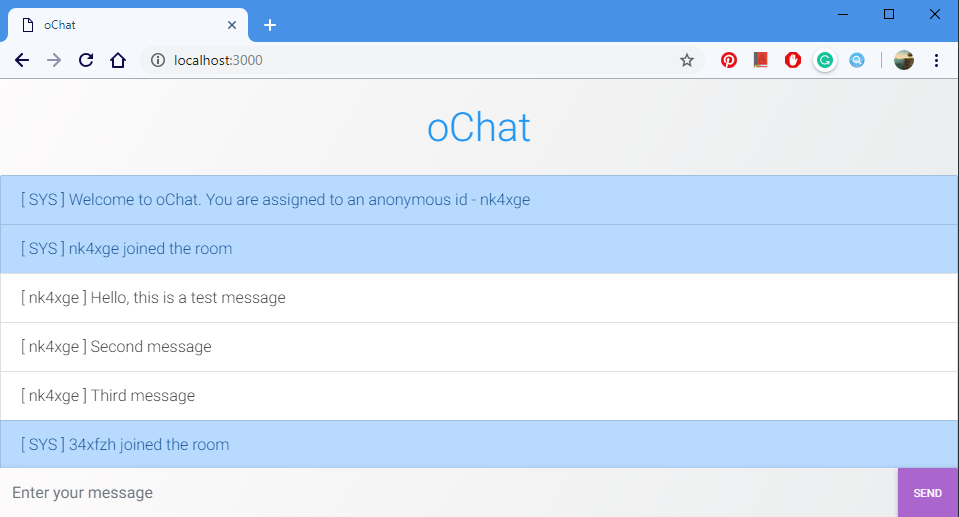 oChat
localhost:3000
oChat
[ SYS ] Welcome to oChat. You are assigned to an anonymous id - nk4xge
[ SYS ] nk4xge joined the room
[ nk4xge ] Hello, this is a test message
[ nk4xge ] Second message
[ nk4xge ] Third message
[ SYS ] 34xfzh joined the room
Enter your message
SEND